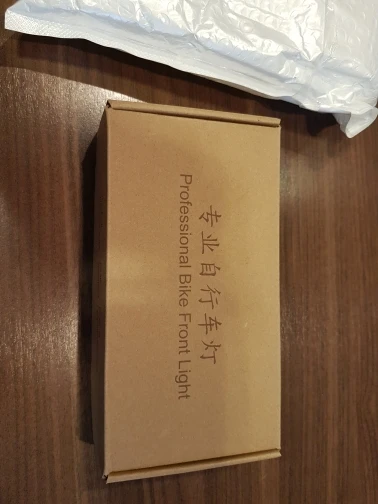 专业自行车灯
Professional Bike Front Light